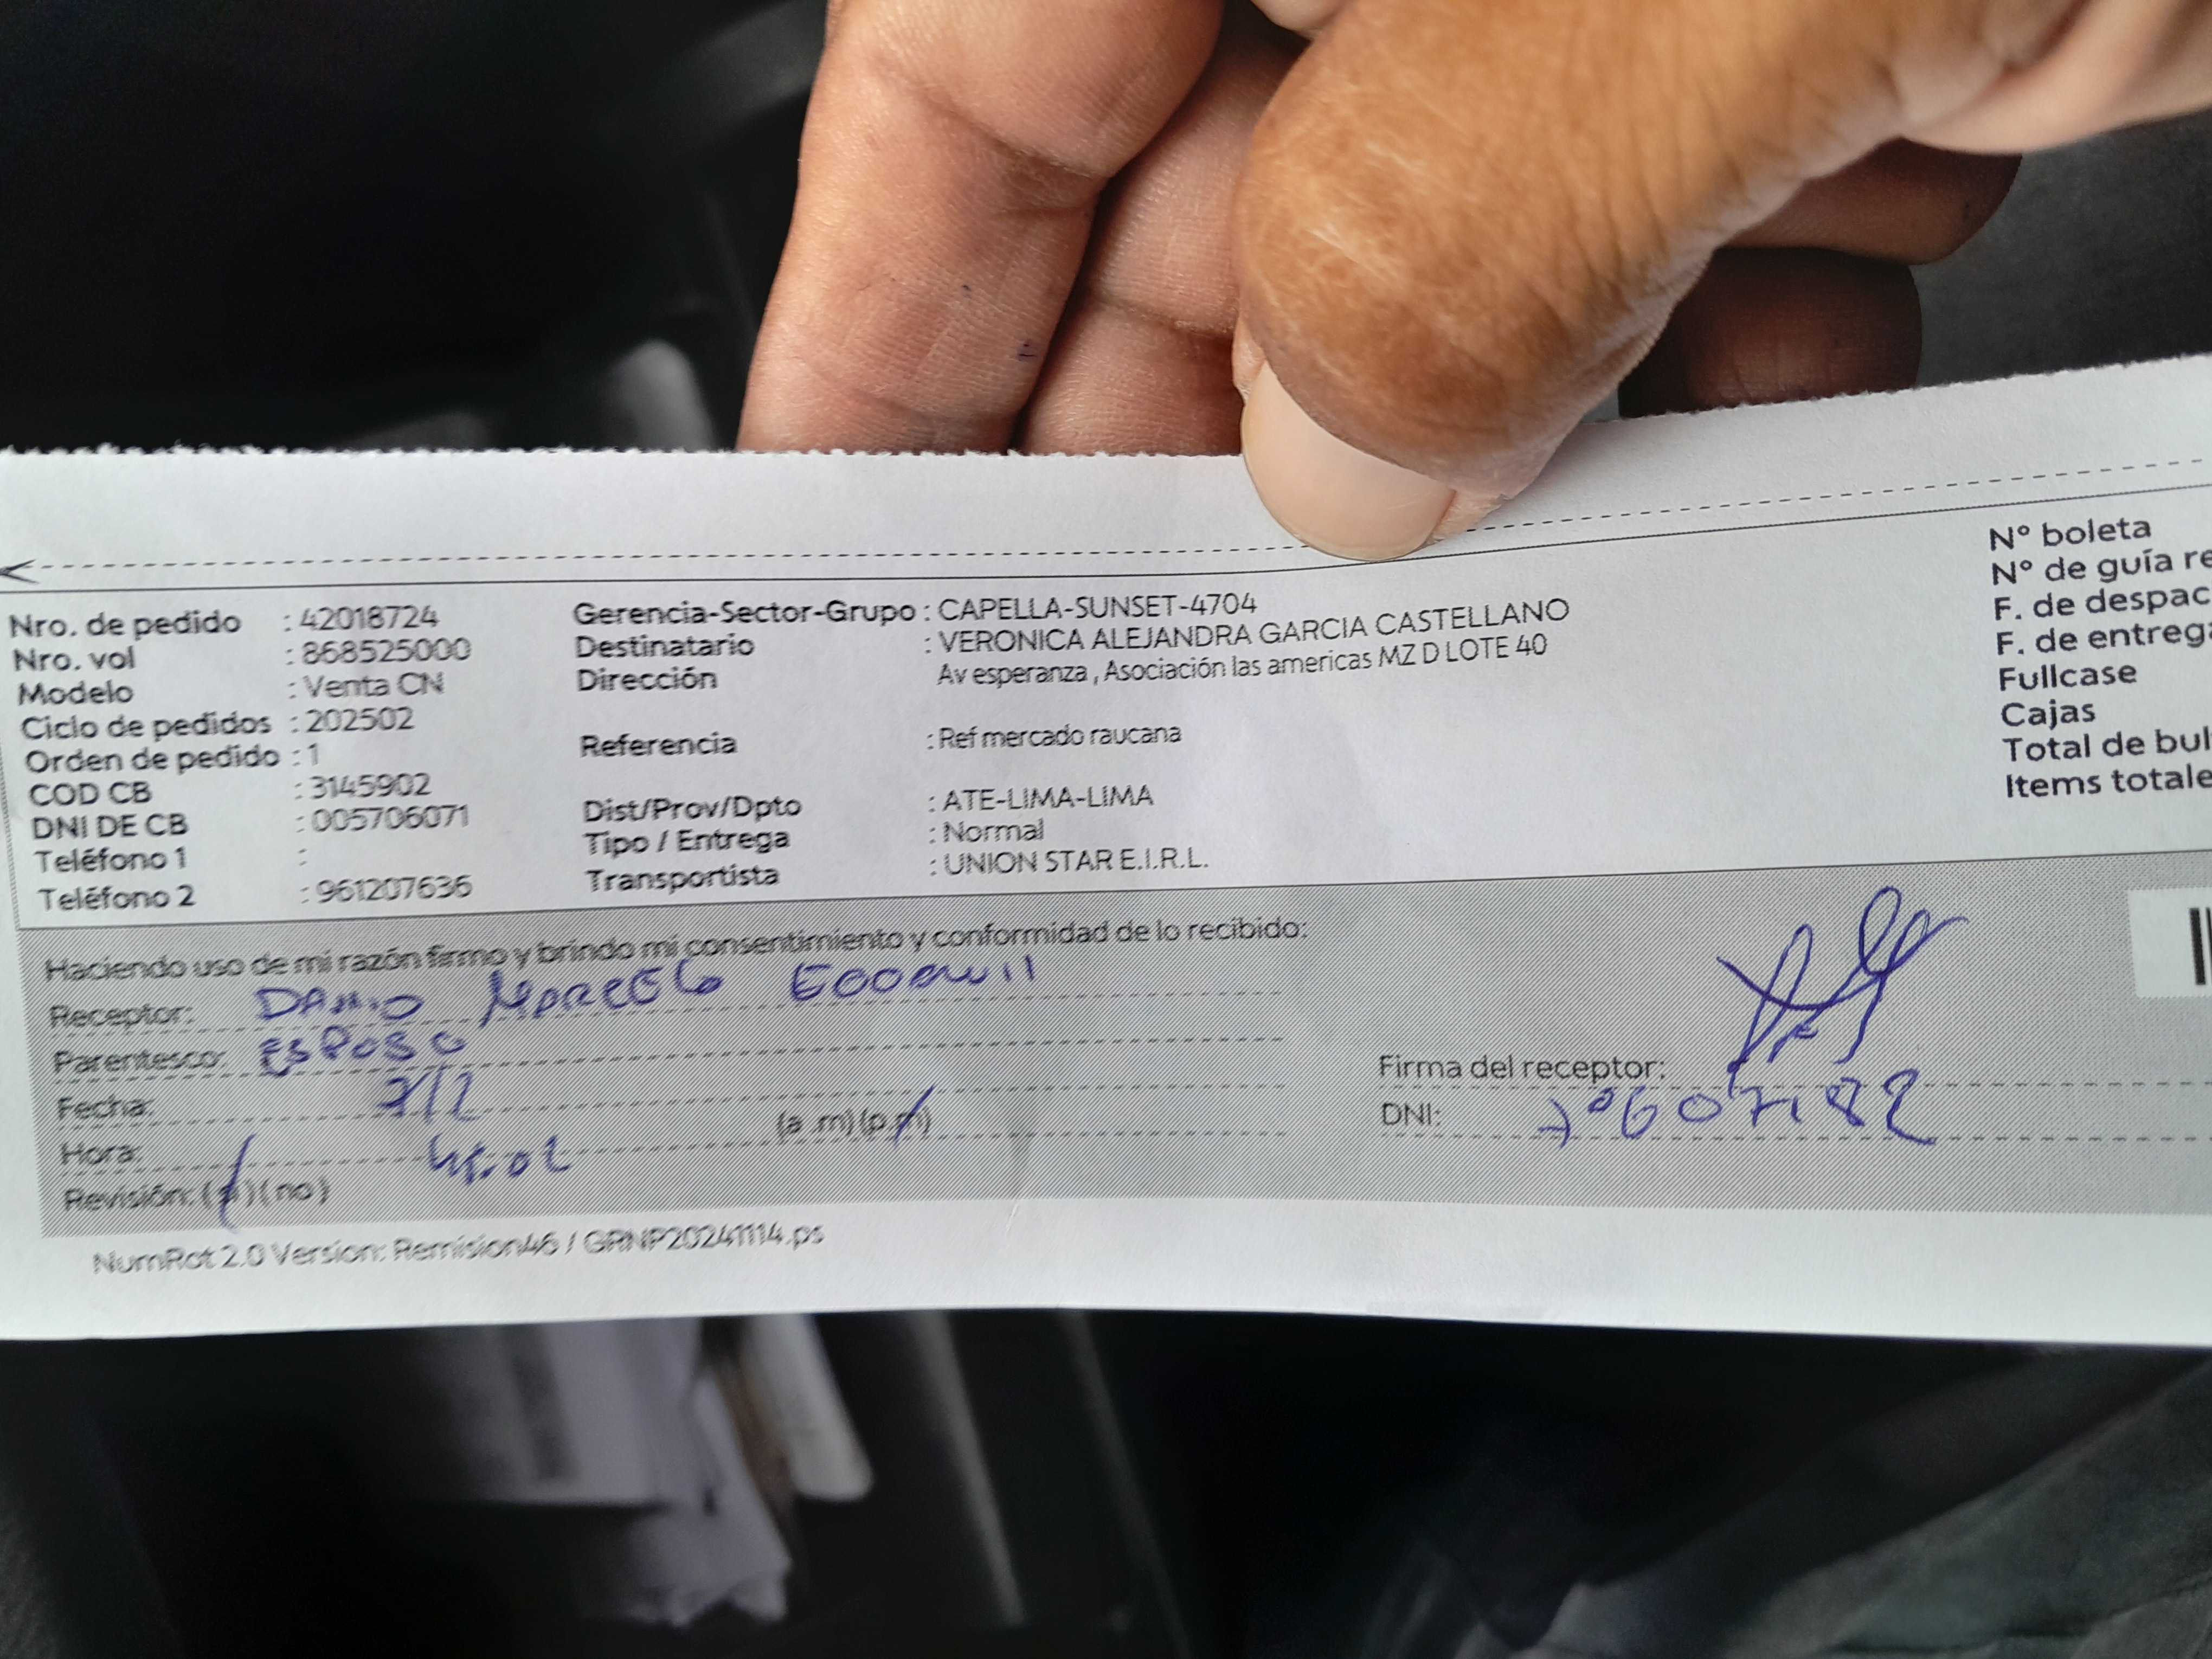 Nro. de pedido : 42018724
Nro. vol : 868525000
Modelo : Venta CN
Ciclo de pedidos : 202502
Orden de pedido : 1
COD CB : 3145902
DNI DE CB : 005706071
Teléfono 1 :
Teléfono 2 : 961207636
Gerencia-Sector-Grupo : CAPELLA-SUNSET-4704
Destinatario : VERONICA ALEJANDRA GARCIA CASTELLANO
Dirección Av esperanza , Asociación las americas MZ D LOTE 40
Referencia : Ref mercado raucana
Dist/Prov/Dpto : ATE-LIMA-LIMA
Tipo / Entrega : Normal
Transportista : UNION STAR E.I.R.L.
Nº boleta
Nº de guía re
F. de despac
F. de entrega
Fullcase
Cajas
Total de bul
Items totale
Haciendo uso de mi razón firmo y brindo mi consentimiento y conformidad de lo recibido:
Receptor:
Parentesco: ESPOSO
Fecha:
Hora: (a .m) (p.m)
Revisión: (si) (no)
Firma del receptor:
DNI:
NumRot 2.0 Version: Remision46 / GRNP20241114.ps